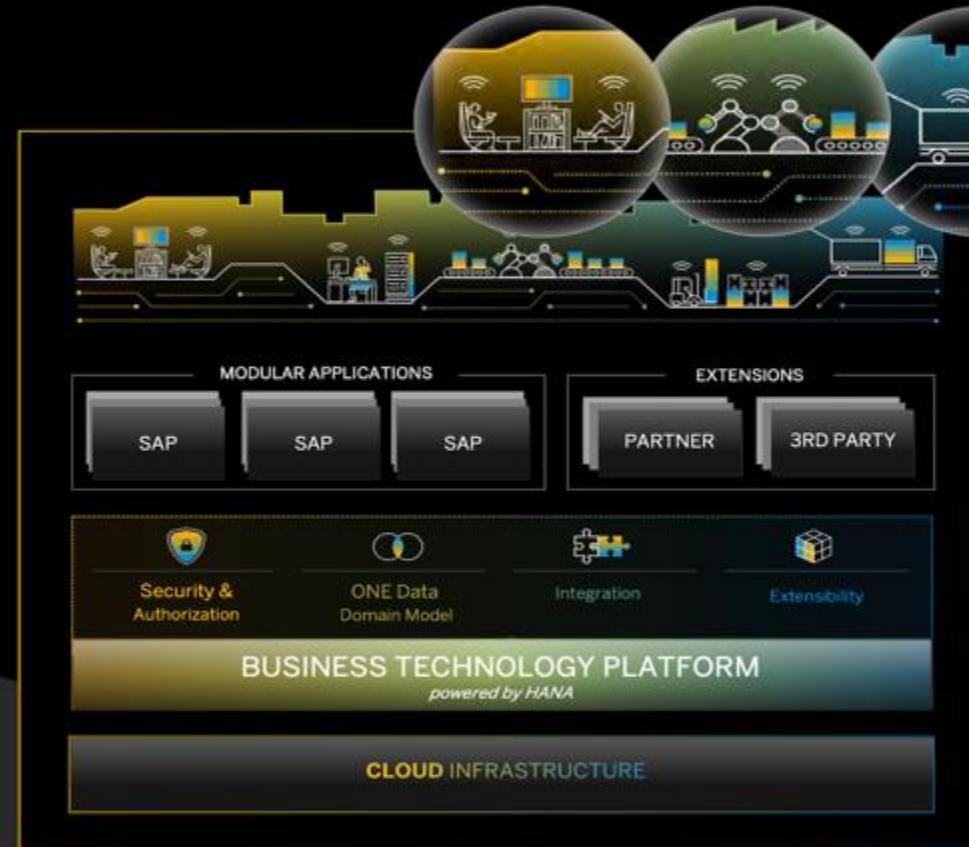 MODULAR APPLICATIONS
SAP
SAP
SAP
EXTENSIONS
PARTNER
3RD PARTY
Security &
Authorization
ONE Data
Domain Model
Integration
Extensibility
BUSINESS TECHNOLOGY PLATFORM
powered by HANA
CLOUD INFRASTRUCTURE